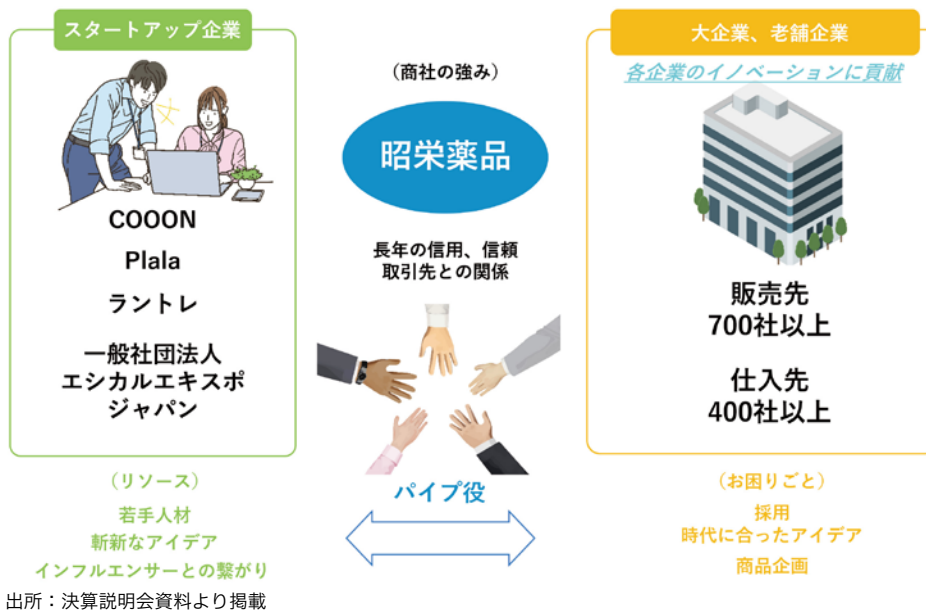 スタートアップ企業
COOON
Plala
ラントレ
一般社団法人
エシカルエキスポ
ジャパン
（リソース）
若手人材
斬新なアイデア
インフルエンサーとの繋がり
（商社の強み）
昭栄薬品
長年の信用、信頼
取引先との関係
パイプ役
大企業、老舗企業
各企業のイノベーションに貢献
販売先
700社以上
仕入先
400社以上
（お困りごと）
採用
時代に合ったアイデア
商品企画
出所：決算説明会資料より掲載